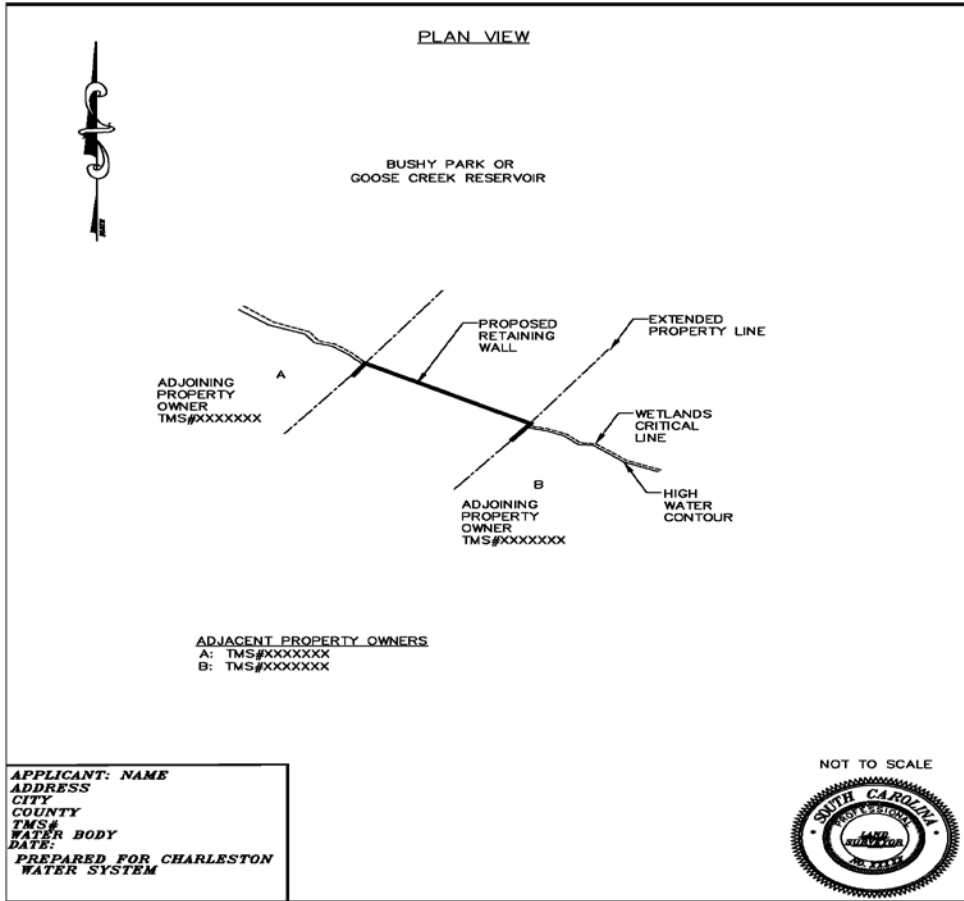 PLAN VIEW
BUSHY PARK OR
GOOSE CREEK RESERVOIR
PROPOSED
RETAINING
WALL
EXTENDED
PROPERTY LINE
A
ADJOINING
PROPERTY
OWNER
TMS#XXXXXXX
WETLANDS
CRITICAL
LINE
B
HIGH
WATER
CONTOUR
ADJOINING
PROPERTY
OWNER
TMS#XXXXXXX
ADJACENT PROPERTY OWNERS
A: TMS#XXXXXXX
B: TMS#XXXXXXX
APPLICANT: NAME
ADDRESS
CITY
COUNTY
TMS#
WATER BODY
DATE:
PREPARED FOR CHARLESTON
WATER SYSTEM
NOT TO SCALE
SOUTH CAROLINA
PROFESSIONAL
LAND
SURVEYOR
NO. XXXXX